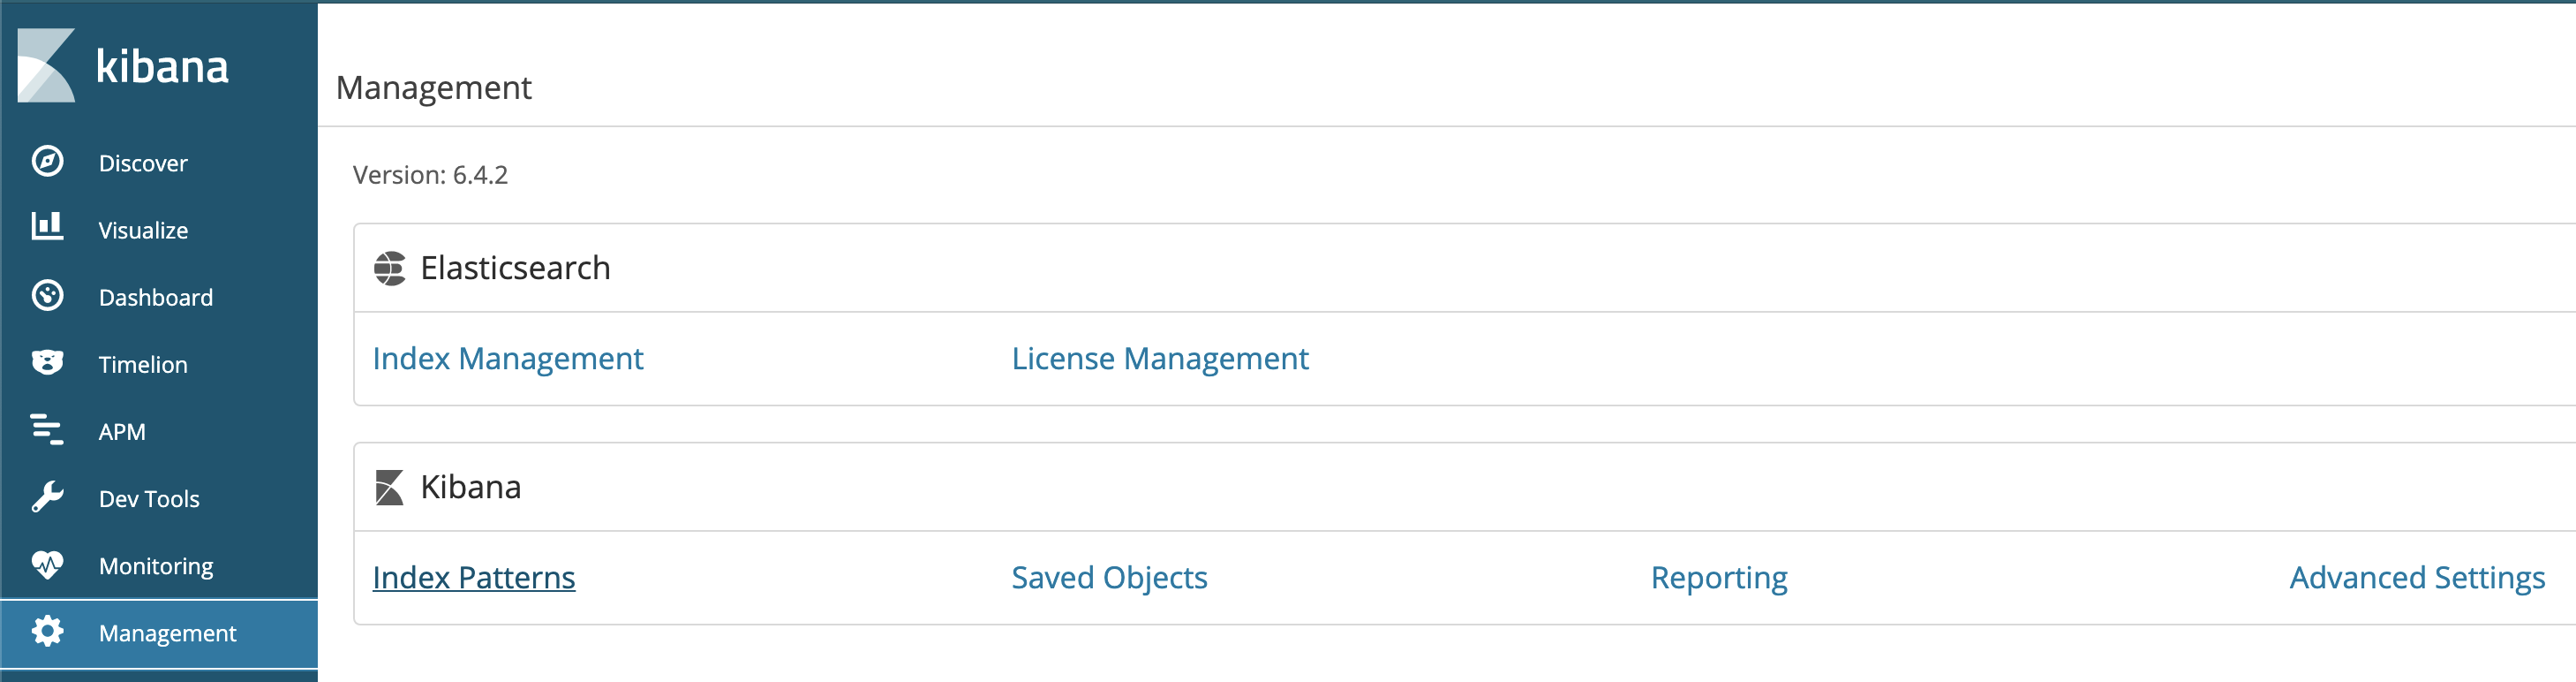 kibana
Discover
Visualize
Dashboard
Timelion
APM
Dev Tools
Monitoring
Management
Management
Version: 6.4.2
Elasticsearch
Index Management License Management
Kibana
Index Patterns Saved Objects Reporting Advanced Settings